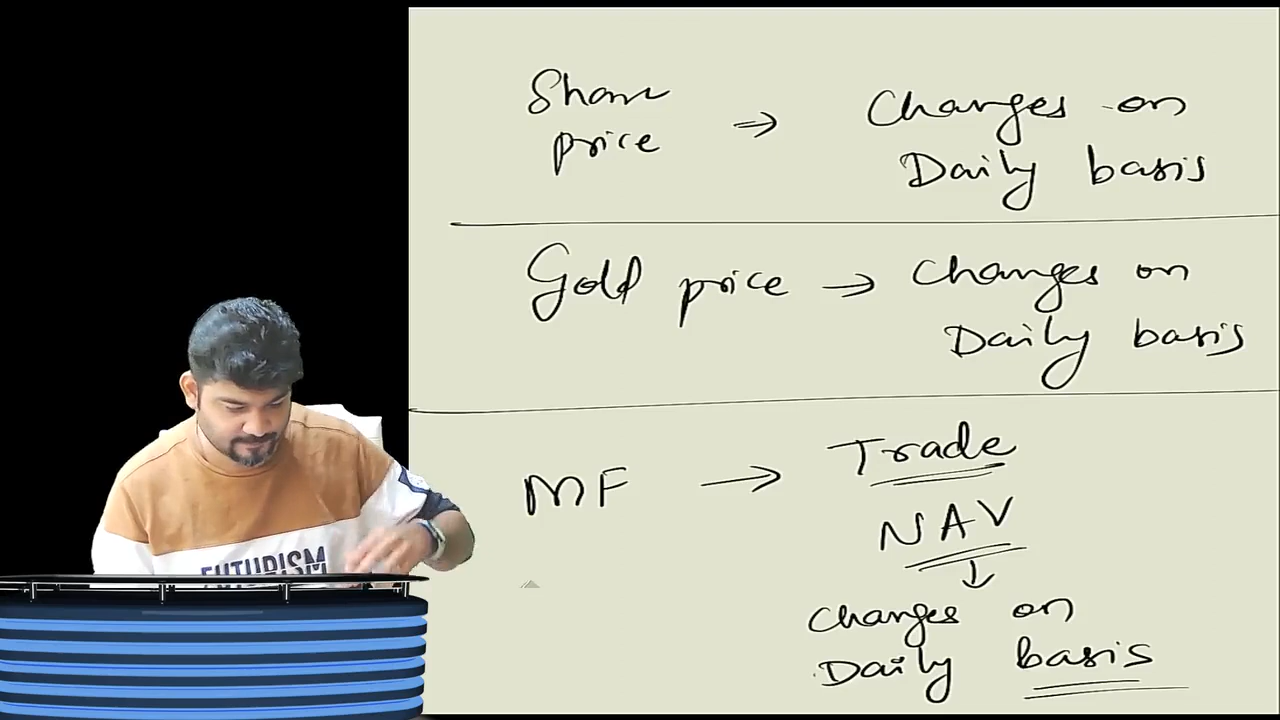 Share
price ⇒ Changes on
Daily basis
Gold price → Changes on
Daily basis
MF → Trade
NAV
↓
Changes on
Daily basis
FUTURISM